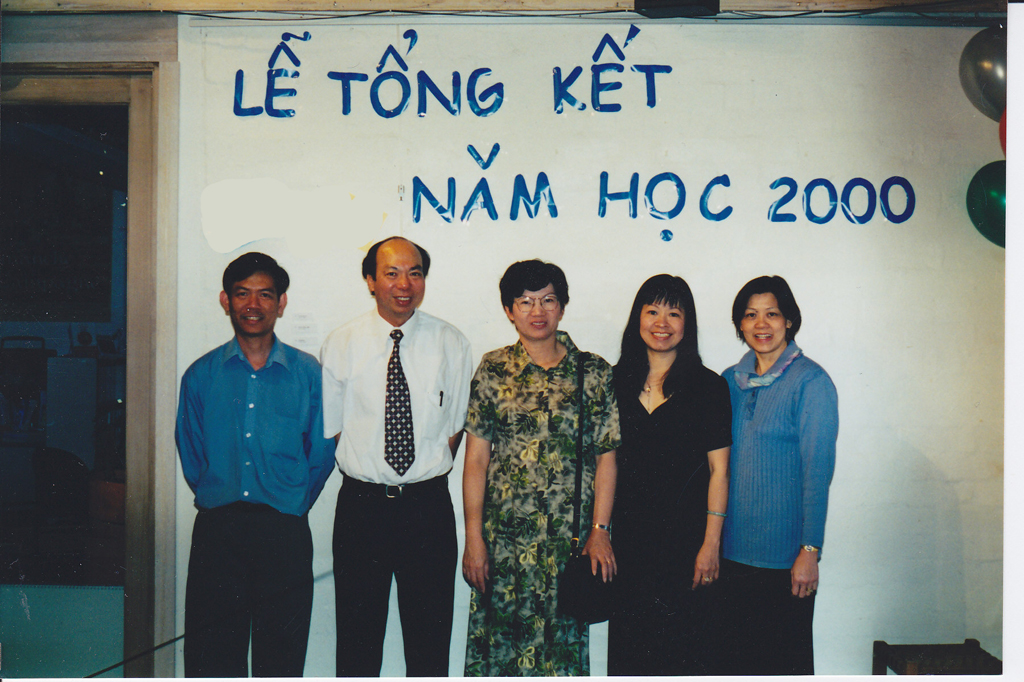 LỄ TỔNG KẾT
NĂM HỌC 2000